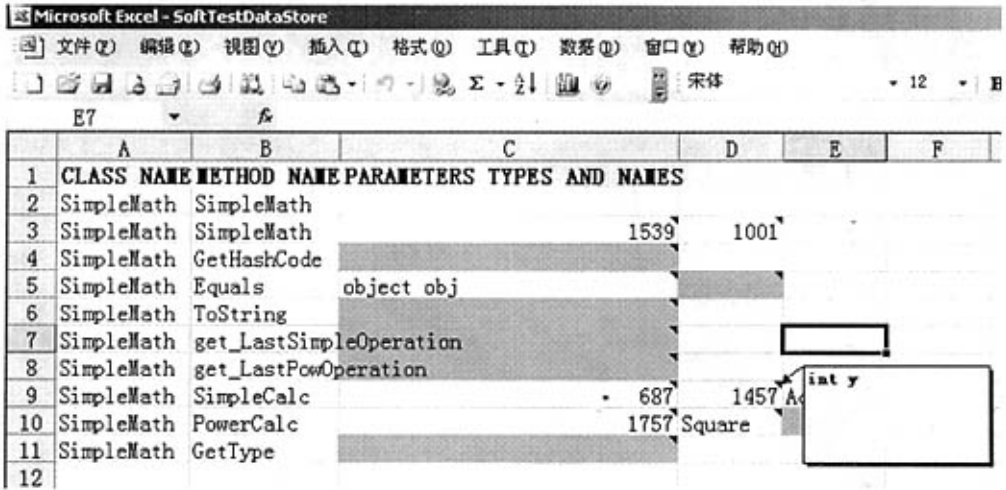 Microsoft Excel - SoftTestDataStore
文件(F) 编辑(E) 视图(V) 插入(I) 格式(O) 工具(T) 数据(D) 窗口(W) 帮助(H)
Σ 宋体 12 B
E7 fx
A B C D E F
1 CLASS NAME METHOD NAME PARAMETERS TYPES AND NAMES
2 SimpleMath SimpleMath
3 SimpleMath SimpleMath 1539 1001
4 SimpleMath GetHashCode
5 SimpleMath Equals object obj
6 SimpleMath ToString
7 SimpleMath get_LastSimpleOperation
8 SimpleMath get_LastPowOperation
9 SimpleMath SimpleCalc 687 1457 int y
10 SimpleMath PowerCalc 1757 Square
11 SimpleMath GetType
12